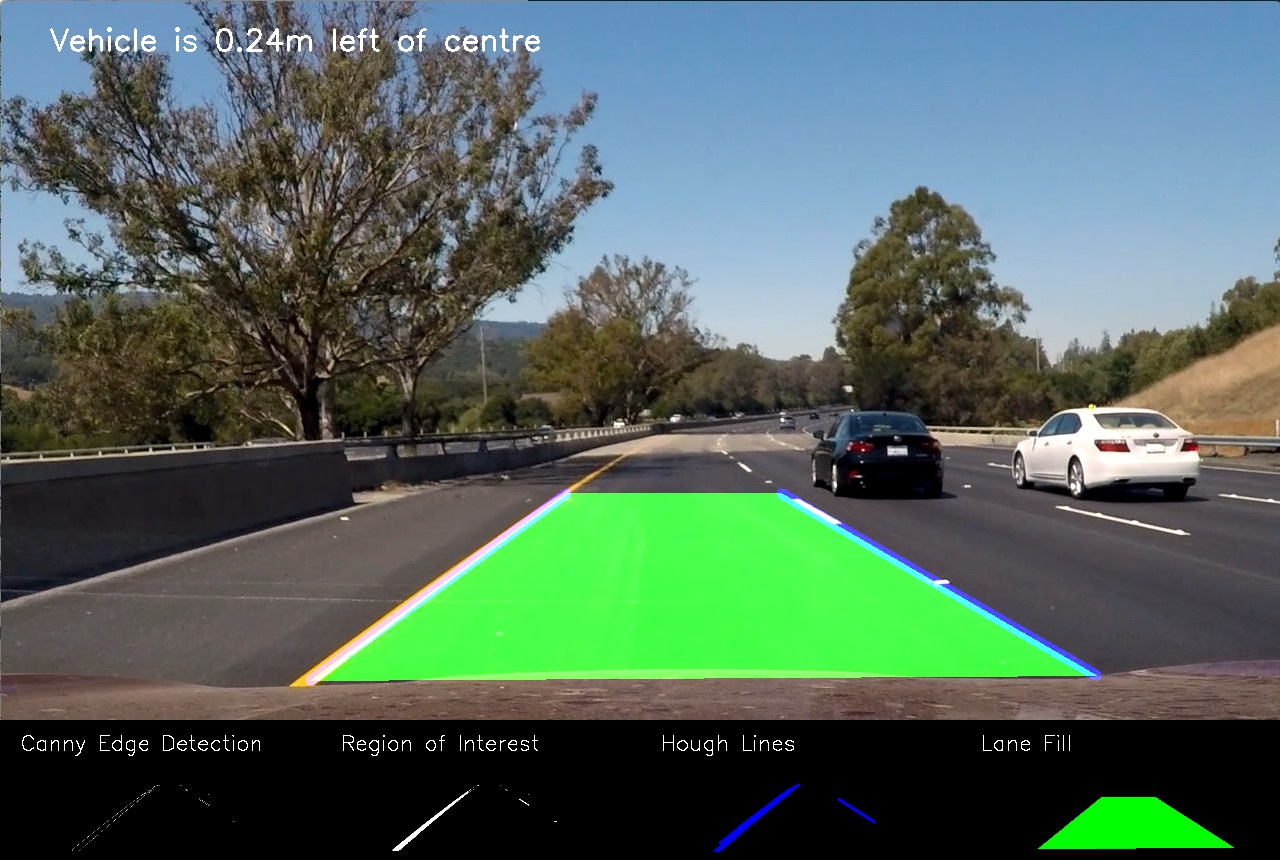 Vehicle is 0.24m left of centre
Canny Edge Detection
Region of Interest
Hough Lines
Lane Fill